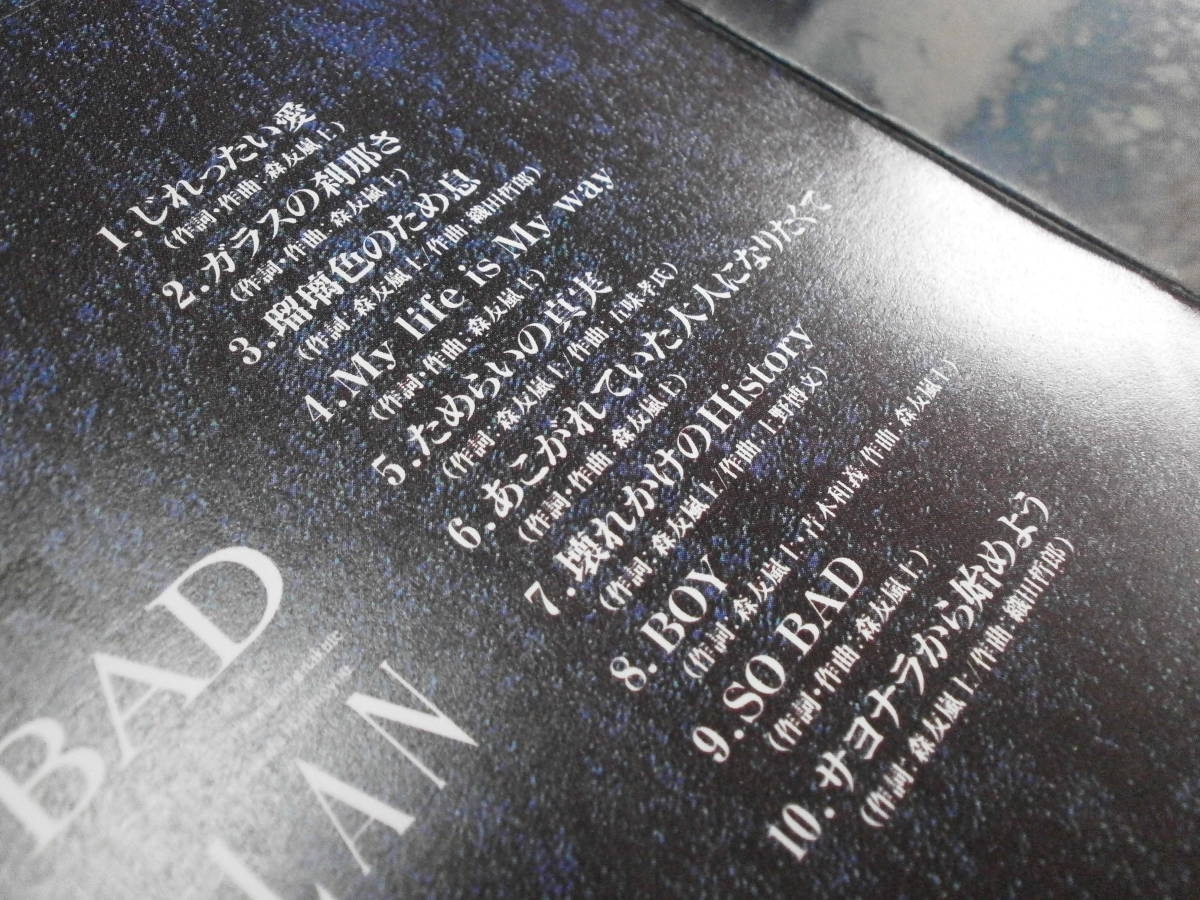 1.じれったい愛
(作詞・作曲：森友嵐士)
2.ガラスの刹那さ
(作詞・作曲：森友嵐士)
3.瑠璃色のため息
(作詞：森友嵐士/作曲：織田哲郎)
4.My life is My way
(作詞・作曲：森友嵐士)
5.ためらいの真実
(作詞：森友嵐士/作曲：五味孝氏)
6.あこがれていた大人になりたくて
(作詞・作曲：森友嵐士)
7.壊れかけのHistory
(作詞：森友嵐士/作曲：上野博文)
8.BOY
(作詞：森友嵐士・青木和義/作曲：森友嵐士)
9.SO BAD
(作詞・作曲：森友嵐士)
10.サヨナラから始めよう
(作詞：森友嵐士/作曲：織田哲郎)
BAD